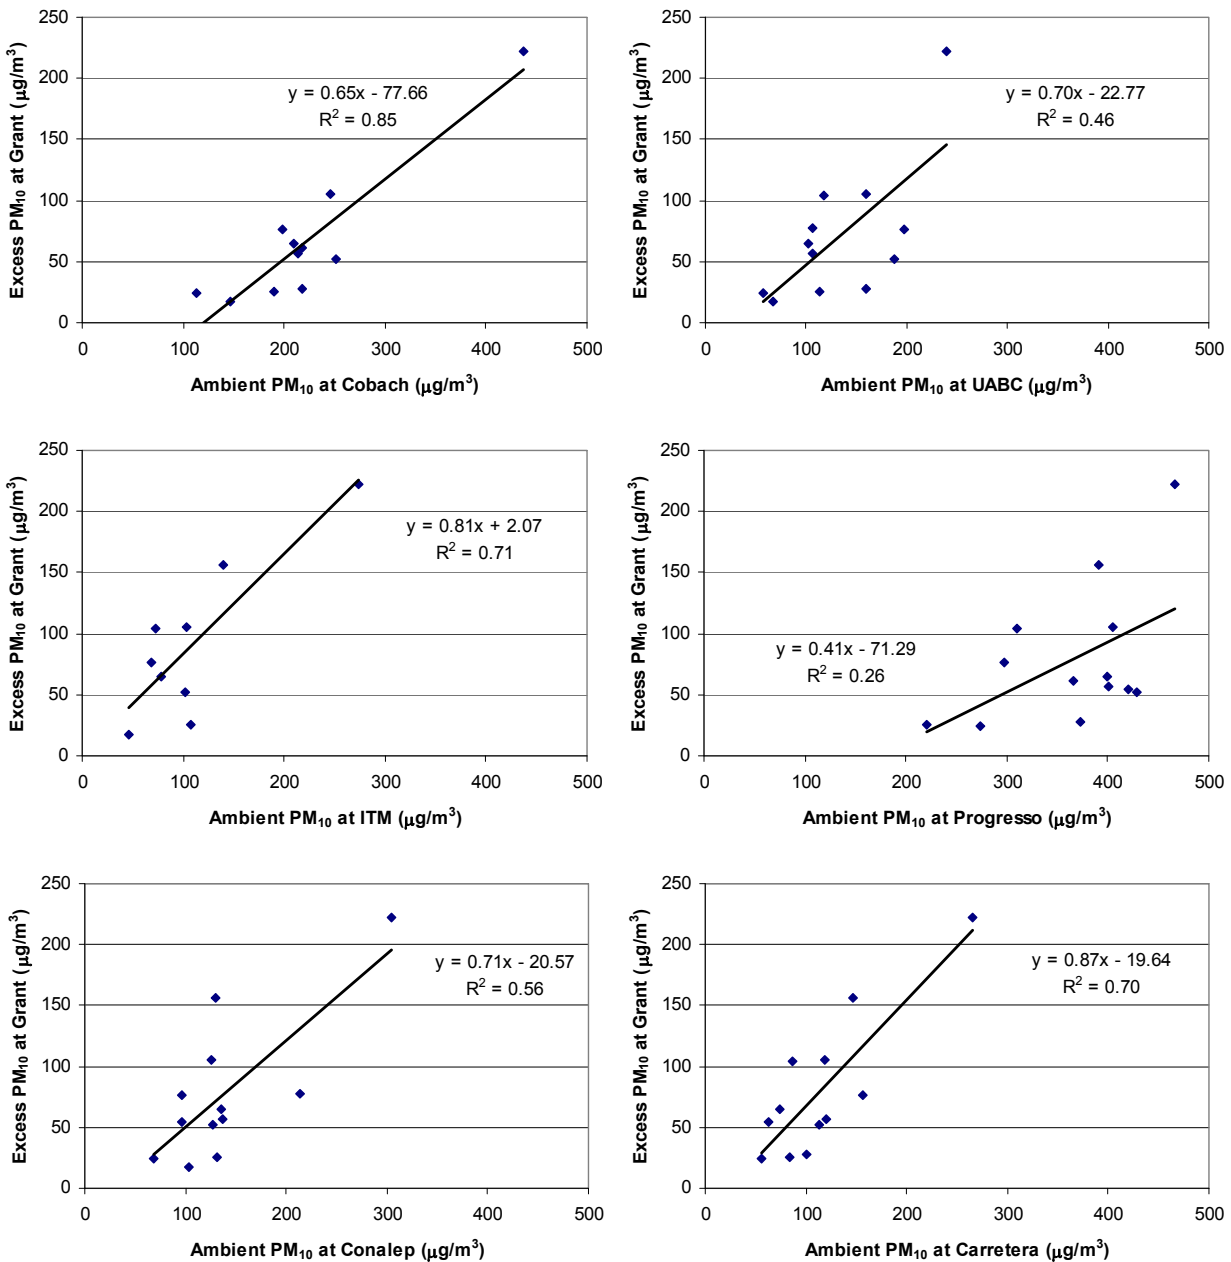 250
200
150
100
50
0
Excess PM₁₀ at Grant (μg/m³)
y = 0.65x - 77.66
R² = 0.85
0 100 200 300 400 500
Ambient PM₁₀ at Cobach (μg/m³)
250
200
150
100
50
0
Excess PM₁₀ at Grant (μg/m³)
y = 0.70x - 22.77
R² = 0.46
0 100 200 300 400 500
Ambient PM₁₀ at UABC (μg/m³)
250
200
150
100
50
0
Excess PM₁₀ at Grant (μg/m³)
y = 0.81x + 2.07
R² = 0.71
0 100 200 300 400 500
Ambient PM₁₀ at ITM (μg/m³)
250
200
150
100
50
0
Excess PM₁₀ at Grant (μg/m³)
y = 0.41x - 71.29
R² = 0.26
0 100 200 300 400 500
Ambient PM₁₀ at Progresso (μg/m³)
250
200
150
100
50
0
Excess PM₁₀ at Grant (μg/m³)
y = 0.71x - 20.57
R² = 0.56
0 100 200 300 400 500
Ambient PM₁₀ at Conalep (μg/m³)
250
200
150
100
50
0
Excess PM₁₀ at Grant (μg/m³)
y = 0.87x - 19.64
R² = 0.70
0 100 200 300 400 500
Ambient PM₁₀ at Carretera (μg/m³)